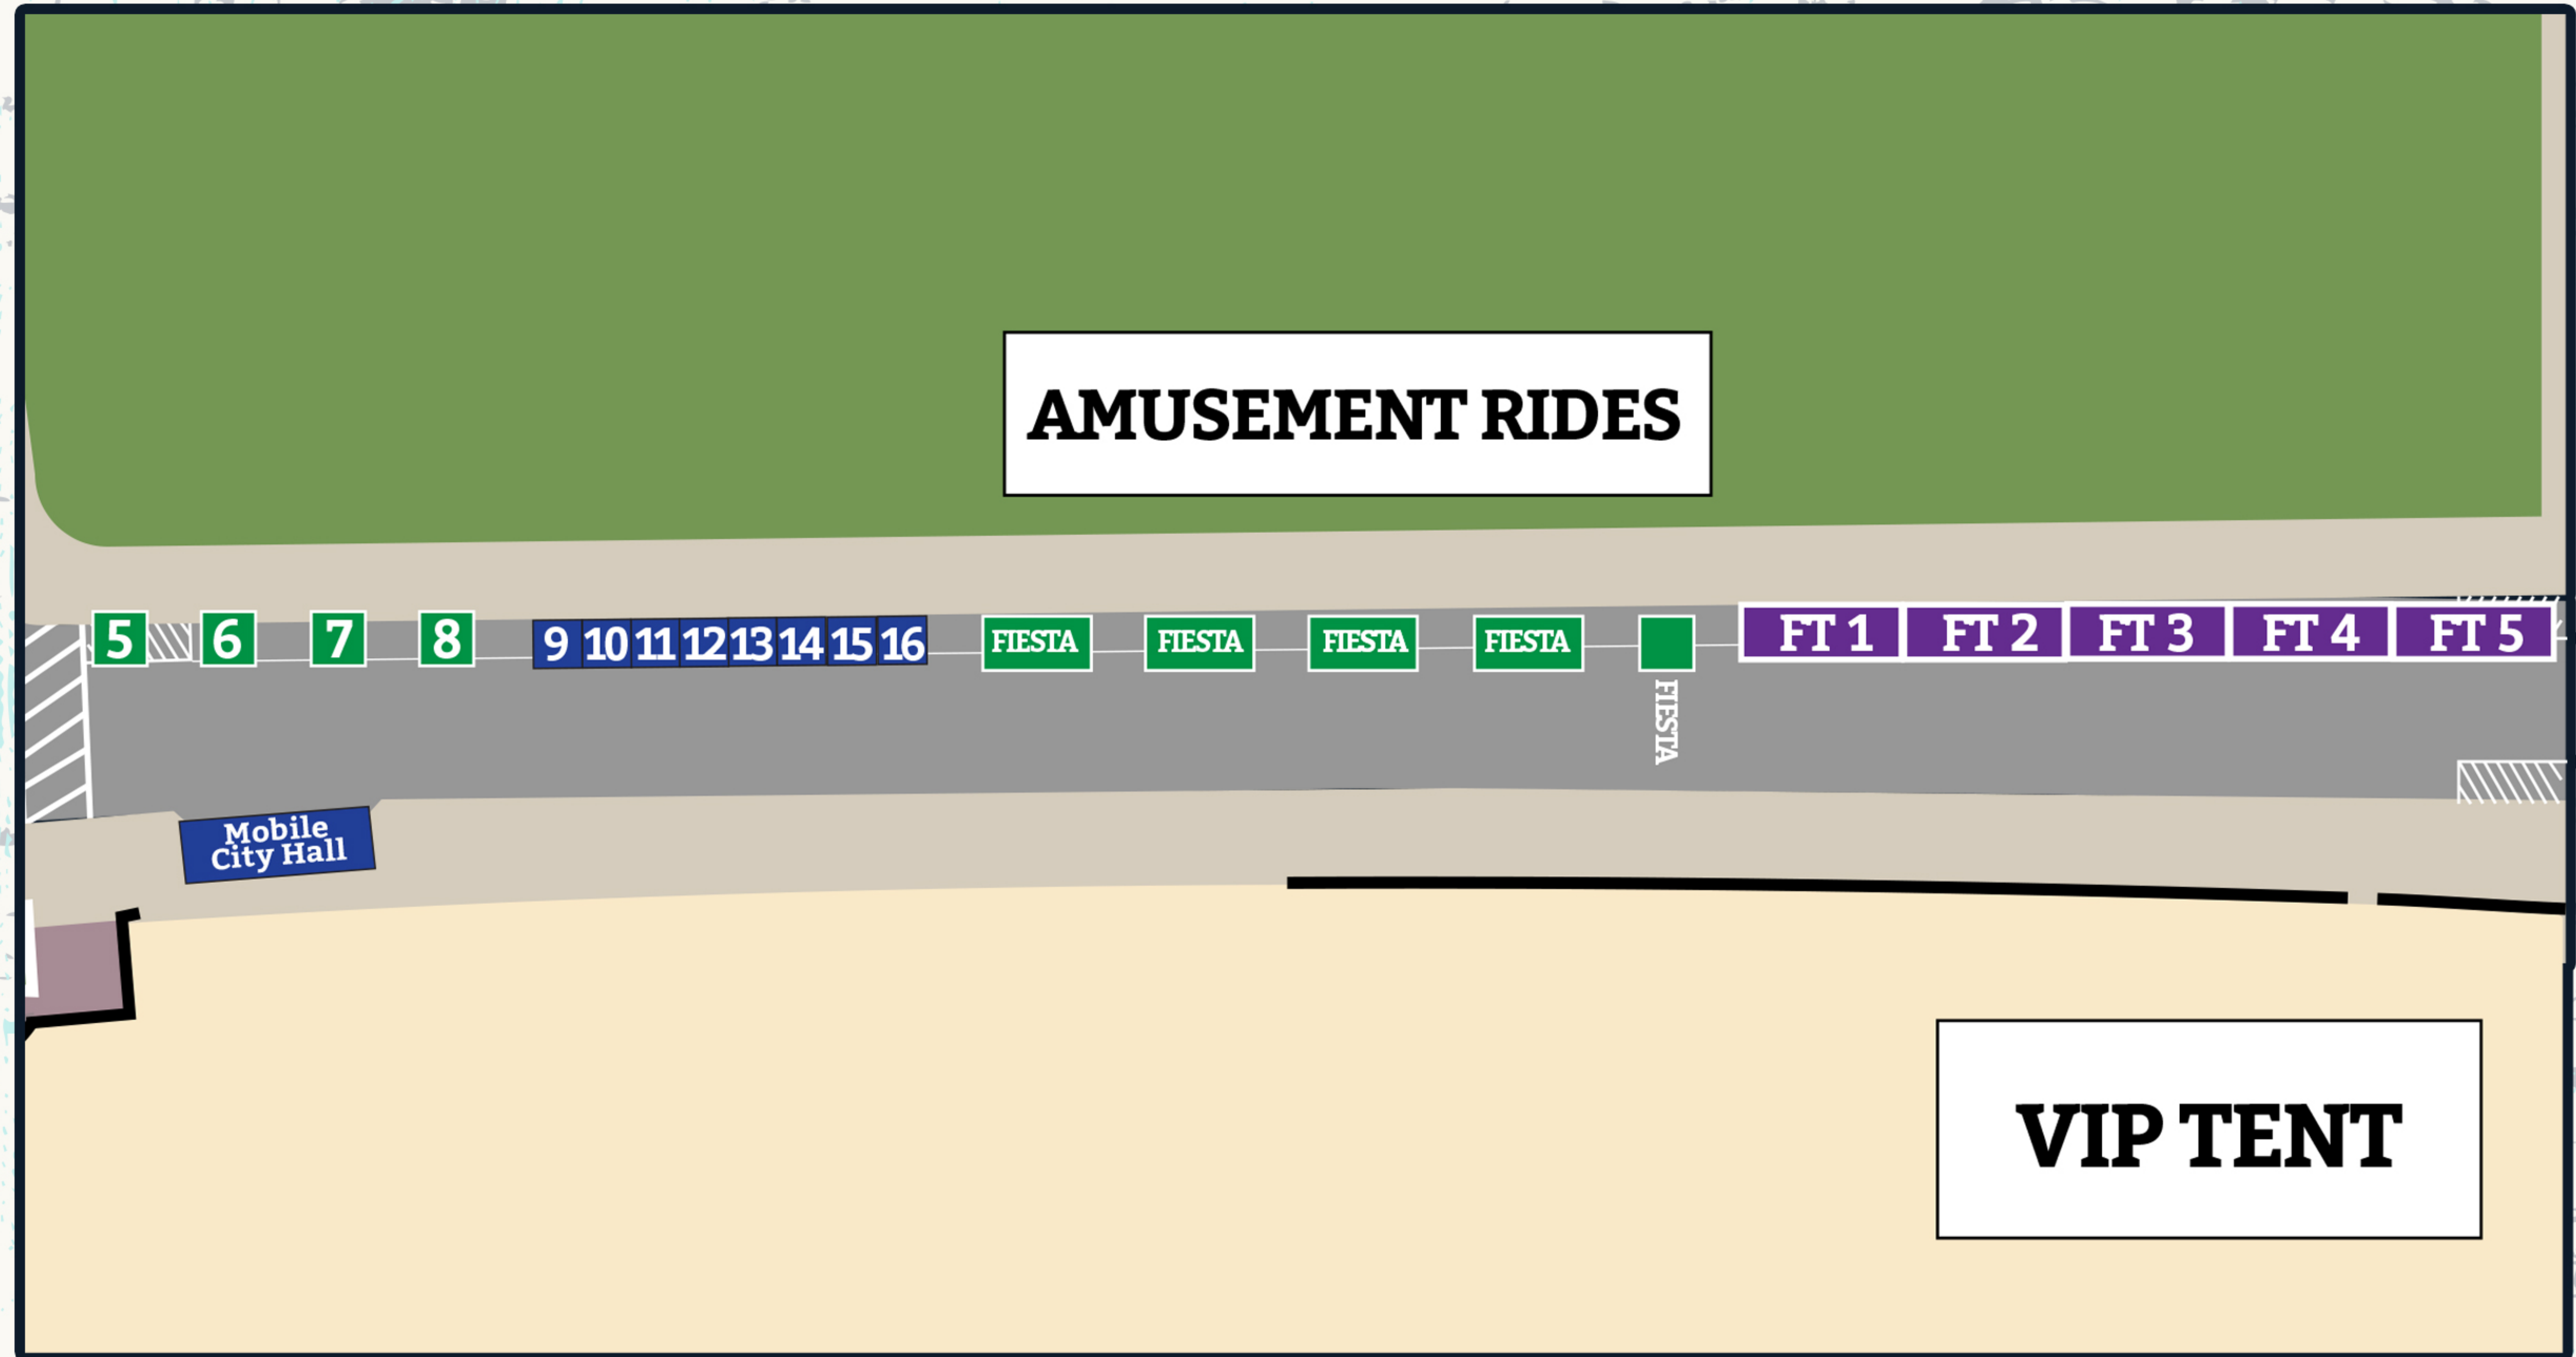 AMUSEMENT RIDES
5 6 7 8 9 10 11 12 13 14 15 16 FIESTA FIESTA FIESTA FIESTA FT 1 FT 2 FT 3 FT 4 FT 5
FIESTA
Mobile
City Hall
VIP TENT